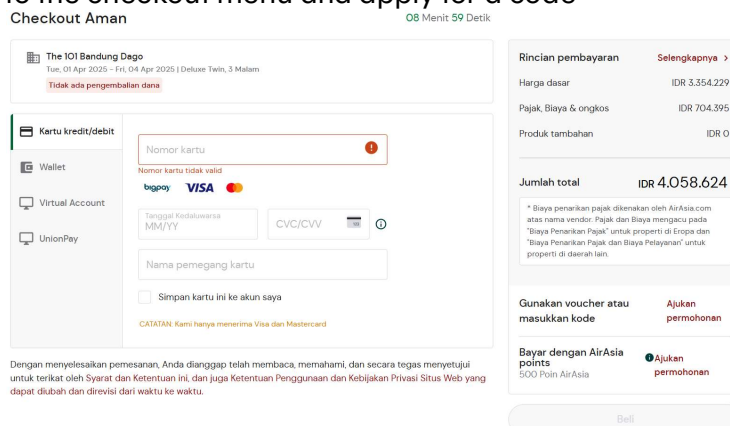 checkout menu and apply for a code
Checkout Aman
08 Menit 59 Detik
The 1O1 Bandung Dago
Tue, 01 Apr 2025 - Fri, 04 Apr 2025 | Deluxe Twin, 3 Malam
Tidak ada pengembalian dana
Kartu kredit/debit
Wallet
Virtual Account
UnionPay
Nomor kartu
Nomor kartu tidak valid
bigpay VISA
Tanggal Kedaluwarsa
MM/YY
CVC/CVV
Nama pemegang kartu
Simpan kartu ini ke akun saya
CATATAN: Kami hanya menerima Visa dan Mastercard
Dengan menyelesaikan pemesanan, Anda dianggap telah membaca, memahami, dan secara tegas menyetujui
untuk terikat oleh Syarat dan Ketentuan ini, dan juga Ketentuan Penggunaan dan Kebijakan Privasi Situs Web yang
dapat diubah dan direvisi dari waktu ke waktu.
Rincian pembayaran Selengkapnya >
Harga dasar IDR 3.354.229
Pajak, Biaya & ongkos IDR 704.395
Produk tambahan IDR 0
Jumlah total IDR 4.058.624
* Biaya penarikan pajak dikenakan oleh AirAsia.com
atas nama vendor. Pajak dan Biaya mengacu pada
"Biaya Penarikan Pajak" untuk properti di Eropa dan
"Biaya Penarikan Pajak dan Biaya Pelayanan" untuk
properti di daerah lain.
Gunakan voucher atau Ajukan
masukkan kode permohonan
Bayar dengan AirAsia Ajukan
points permohonan
500 Poin AirAsia
Beli